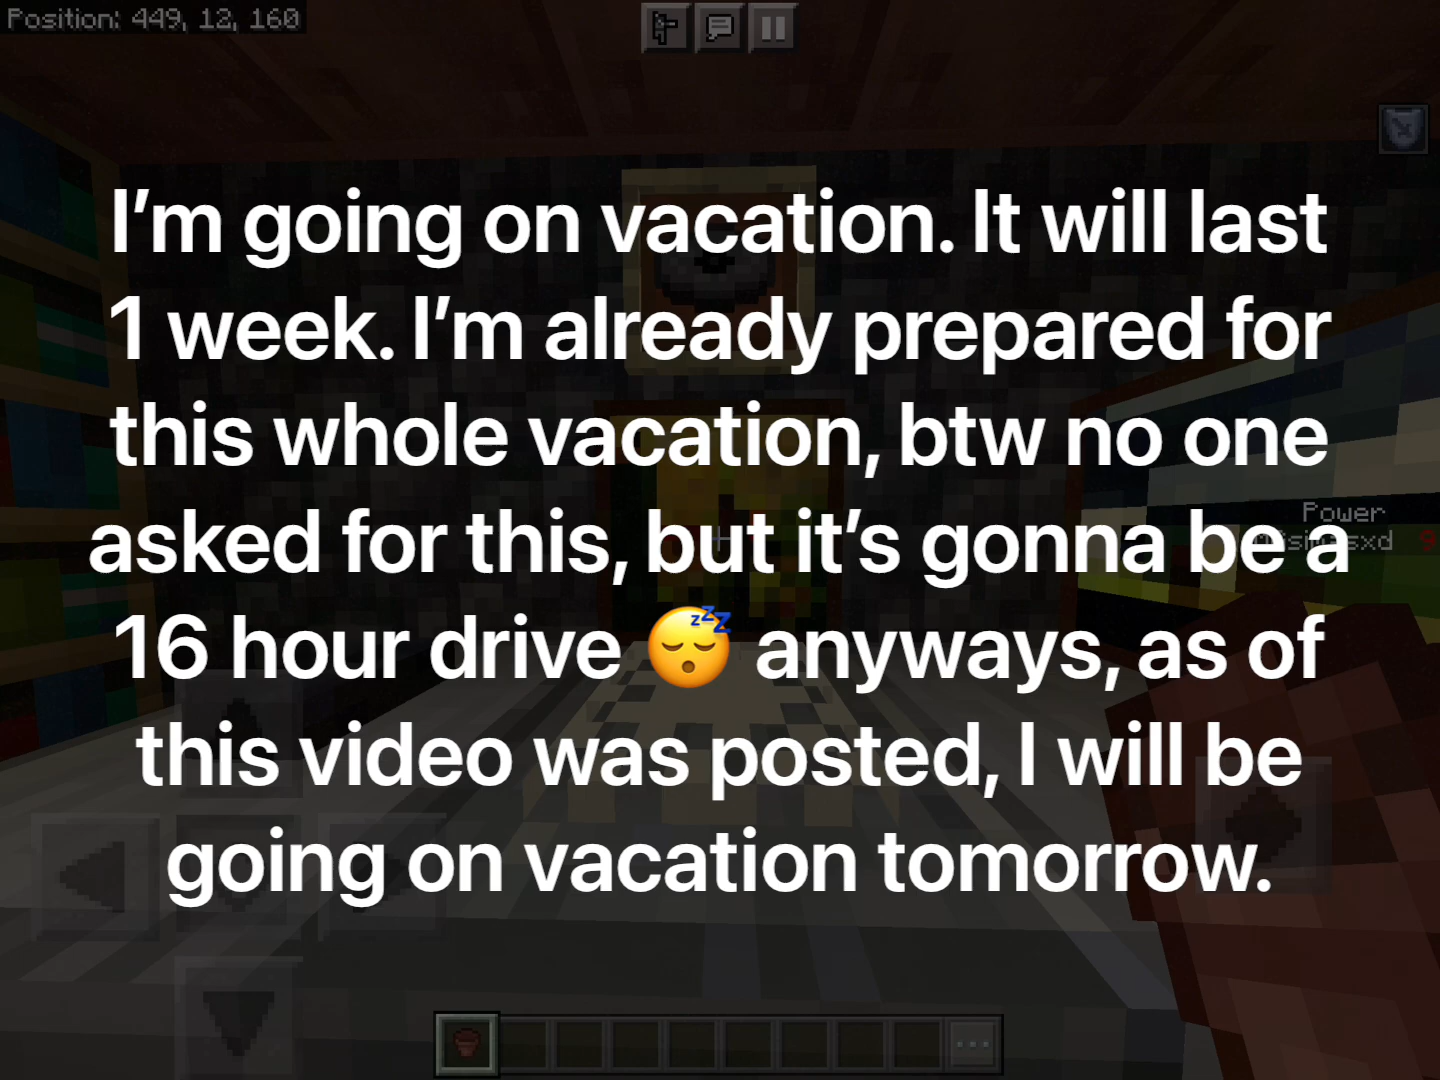 Position: 449, 12, 160
I'm going on vacation. It will last
1 week. I'm already prepared for
this whole vacation, btw no one
asked for this, but it's gonna be a
16 hour drive 😴 anyways, as of
this video was posted, I will be
going on vacation tomorrow.
Power
9